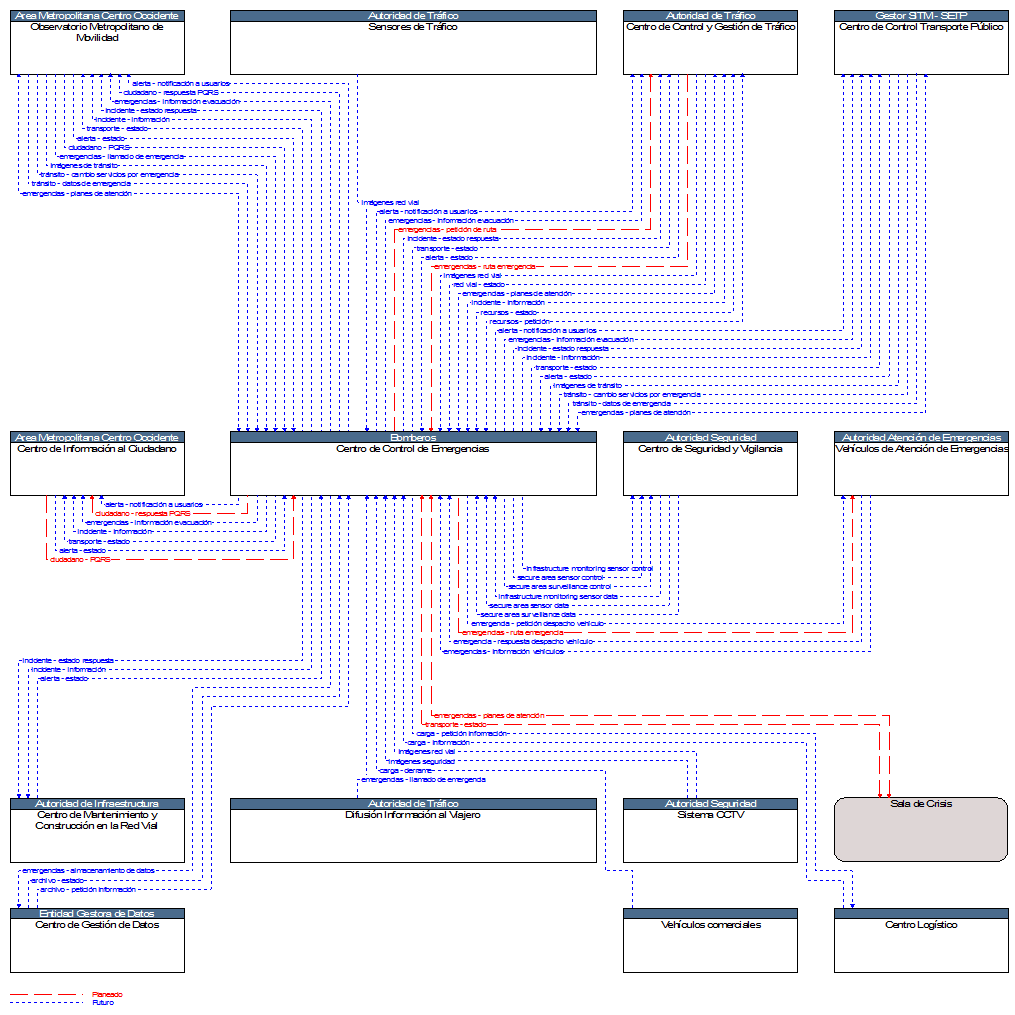 Area Metropolitana Centro Occidente
Observatorio Metropolitano de
Movilidad
Autoridad de Tráfico
Sensores de Tráfico
Autoridad de Tráfico
Centro de Control y Gestión de Tráfico
Gestor SITM - SETP
Centro de Control Transporte Público
alerta - notificación a usuarios
ciudadano - respuesta PQRS
emergencias - información evacuación
incidente - estado respuesta
incidente - información
transporte - estado
alerta - estado
ciudadano - PQRS
emergencias - llamado de emergencia
imágenes de tránsito
tránsito - cambio servicios por emergencia
tránsito - datos de emergencia
emergencias - planes de atención
imágenes red vial
alerta - notificación a usuarios
emergencias - información evacuación
emergencias - petición de ruta
incidente - estado respuesta
transporte - estado
alerta - estado
emergencias - ruta emergencia
imágenes red vial
red vial - estado
emergencias - planes de atención
incidente - información
recursos - estado
recursos - petición
alerta - notificación a usuarios
emergencias - información evacuación
incidente - estado respuesta
incidente - información
transporte - estado
alerta - estado
imágenes de tránsito
tránsito - cambio servicios por emergencia
tránsito - datos de emergencia
emergencias - planes de atención
Area Metropolitana Centro Occidente
Centro de Información al Ciudadano
Bomberos
Centro de Control de Emergencias
Autoridad Seguridad
Centro de Seguridad y Vigilancia
Autoridad Atención de Emergencias
Vehículos de Atención de Emergencias
alerta - notificación a usuarios
ciudadano - respuesta PQRS
emergencias - información evacuación
incidente - información
transporte - estado
alerta - estado
ciudadano - PQRS
infrastructure monitoring sensor control
secure area sensor control
secure area surveillance control
infrastructure monitoring sensor data
secure area sensor data
secure area surveillance data
emergencia - petición despacho vehículo
emergencias - ruta emergencia
emergencia - respuesta despacho vehículo
emergencias - información vehículos
incidente - estado respuesta
incidente - información
alerta - estado
emergencias - planes de atención
transporte - estado
carga - petición información
carga - información
imágenes red vial
imágenes seguridad
carga - derrame
emergencias - llamado de emergencia
Autoridad de Infraestructura
Centro de Mantenimiento y
Construcción en la Red Vial
Autoridad de Tráfico
Difusión Información al Viajero
Autoridad Seguridad
Sistema CCTV
Sala de Crisis
emergencias - almacenamiento de datos
archivo - estado
archivo - petición información
Entidad Gestora de Datos
Centro de Gestión de Datos
Vehículos comerciales
Centro Logístico
Planeado
Futuro